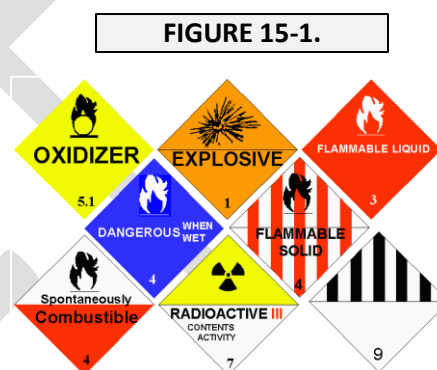 FIGURE 15-1.
OXIDIZER
5.1
EXPLOSIVE
1
FLAMMABLE LIQUID
3
DANGEROUS WHEN
WET
4
FLAMMABLE
SOLID
4
Spontaneously
Combustible
4
RADIOACTIVE III
CONTENTS
ACTIVITY
7
9